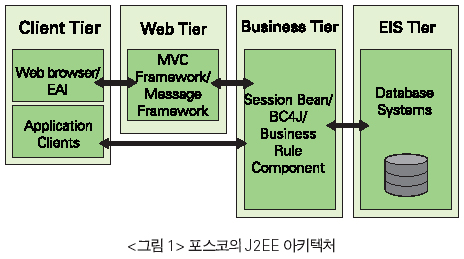 Client Tier
Web browser/
EAI
Application
Clients
Web Tier
MVC
Framework/
Message
Framework
Business Tier
Session Bean/
BC4J/
Business
Rule
Component
EIS Tier
Database
Systems
<그림 1> 포스코의 J2EE 아키텍처